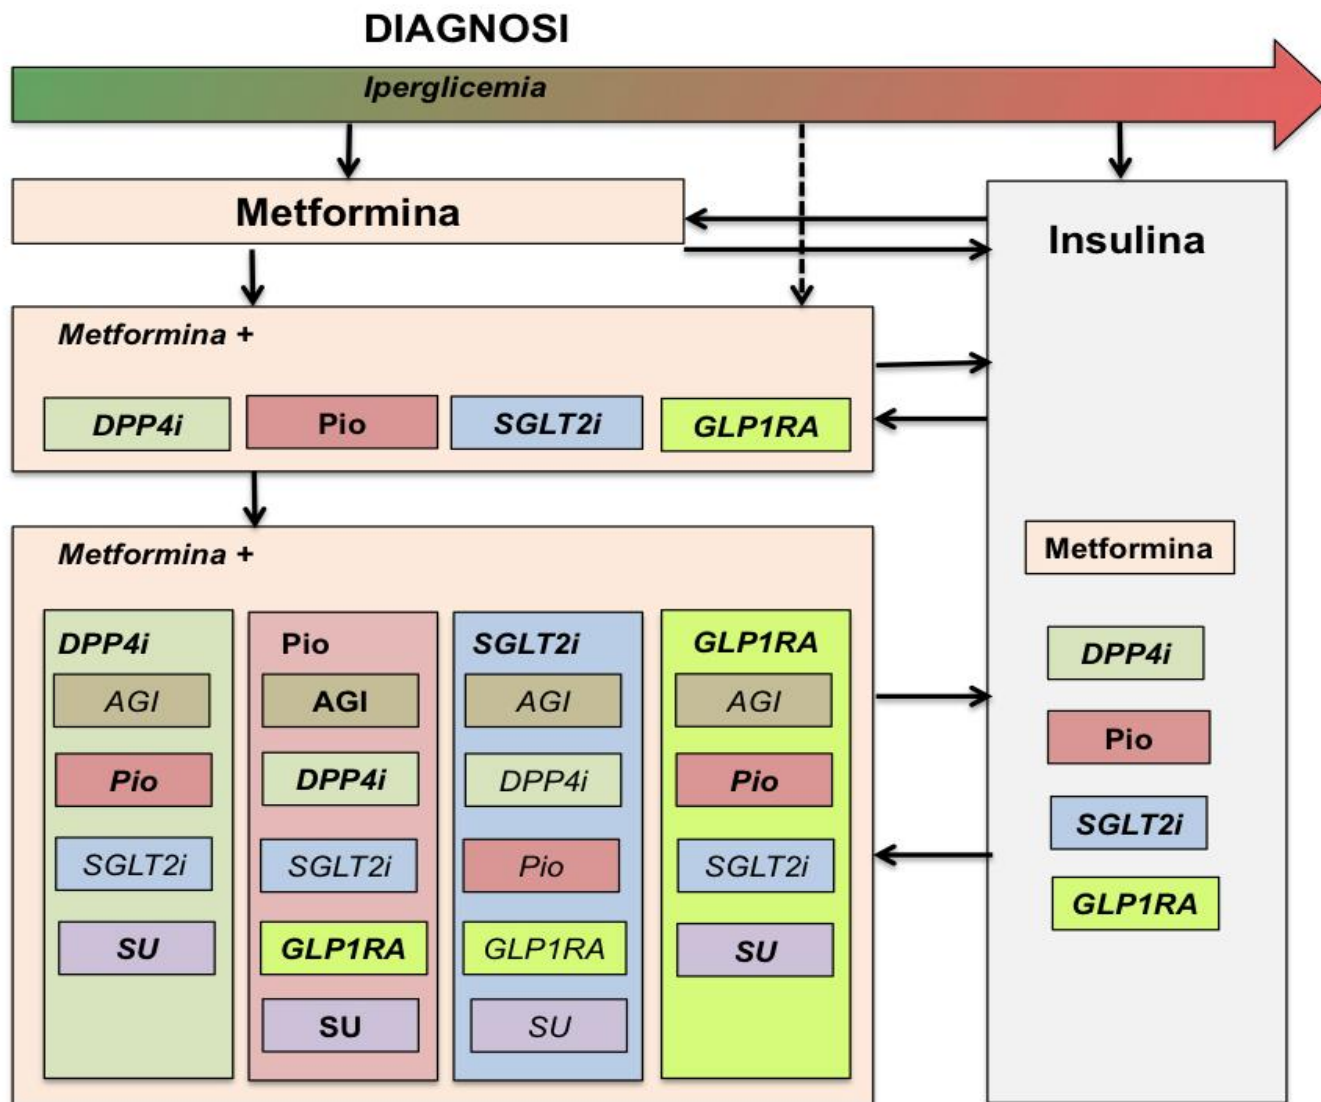 DIAGNOSI
Iperglicemia
Metformina
Insulina
Metformina +
DPP4i
Pio
SGLT2i
GLP1RA
Metformina +
DPP4i
AGI
Pio
SGLT2i
SU
Pio
AGI
DPP4i
SGLT2i
GLP1RA
SU
SGLT2i
AGI
DPP4i
Pio
GLP1RA
SU
GLP1RA
AGI
Pio
SGLT2i
SU
Metformina
DPP4i
Pio
SGLT2i
GLP1RA